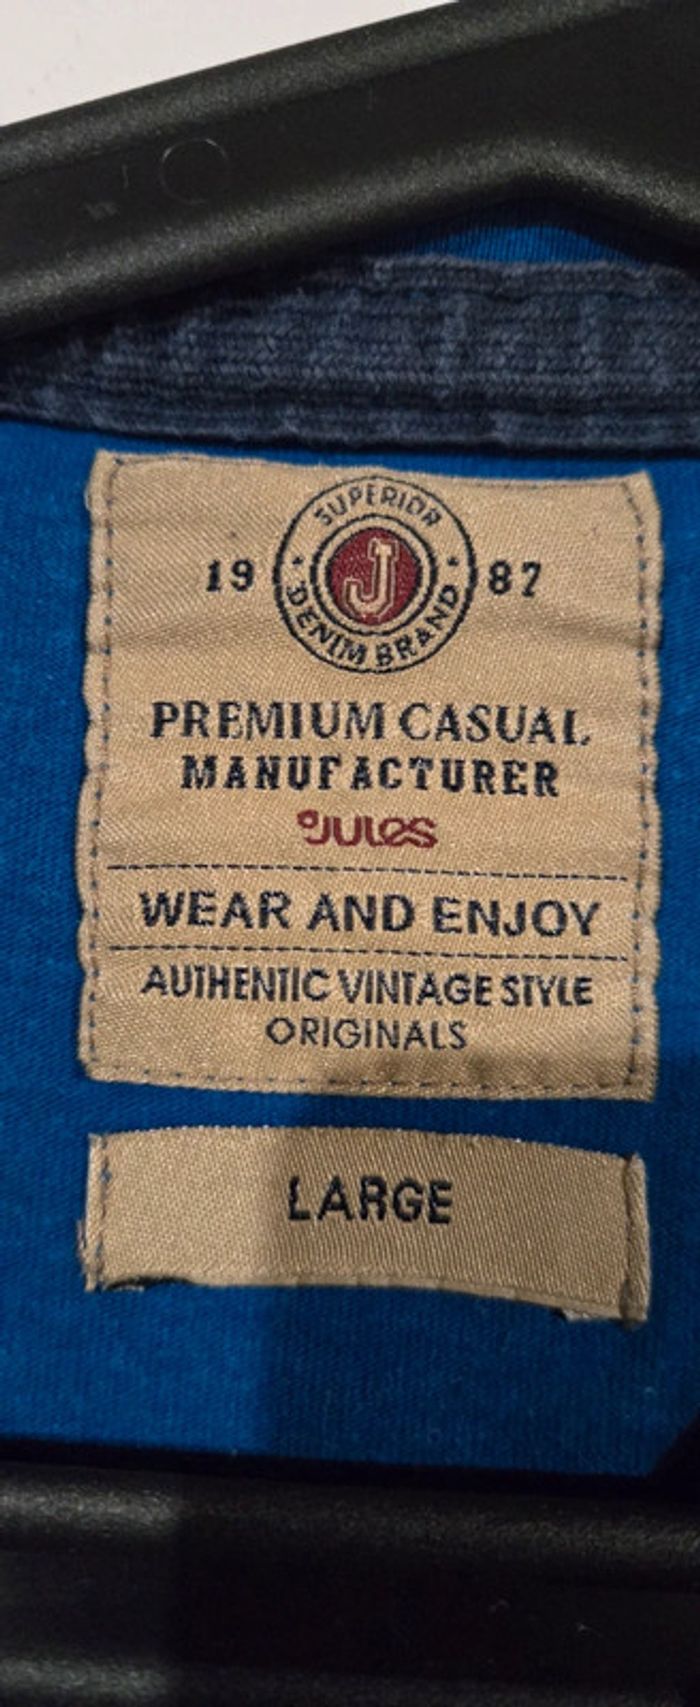 SUPERIOR
19 J 87
DENIM BRAND
PREMIUM CASUAL
MANUFACTURER
Jules
WEAR AND ENJOY
AUTHENTIC VINTAGE STYLE
ORIGINALS
LARGE